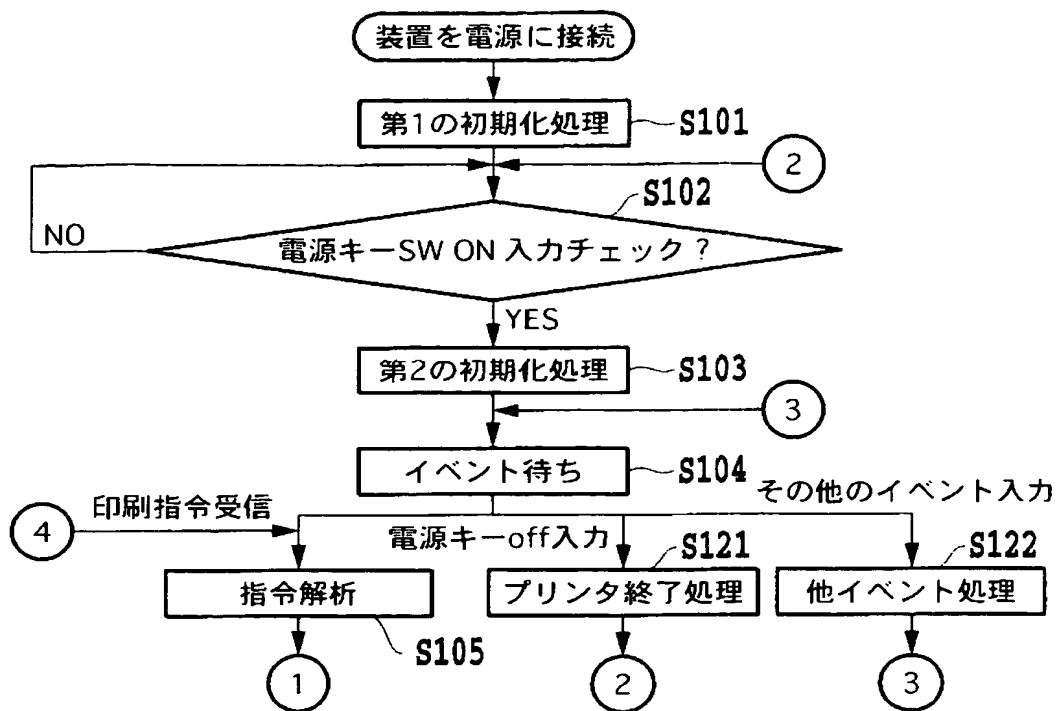 装置を電源に接続
第1の初期化処理
S101
2
S102
NO
電源キーSW ON 入力チェック?
YES
第2の初期化処理
S103
3
イベント待ち
S104
その他のイベント入力
4
印刷指令受信
電源キーoff入力
S121
S122
指令解析
プリンタ終了処理
他イベント処理
S105
1
2
3